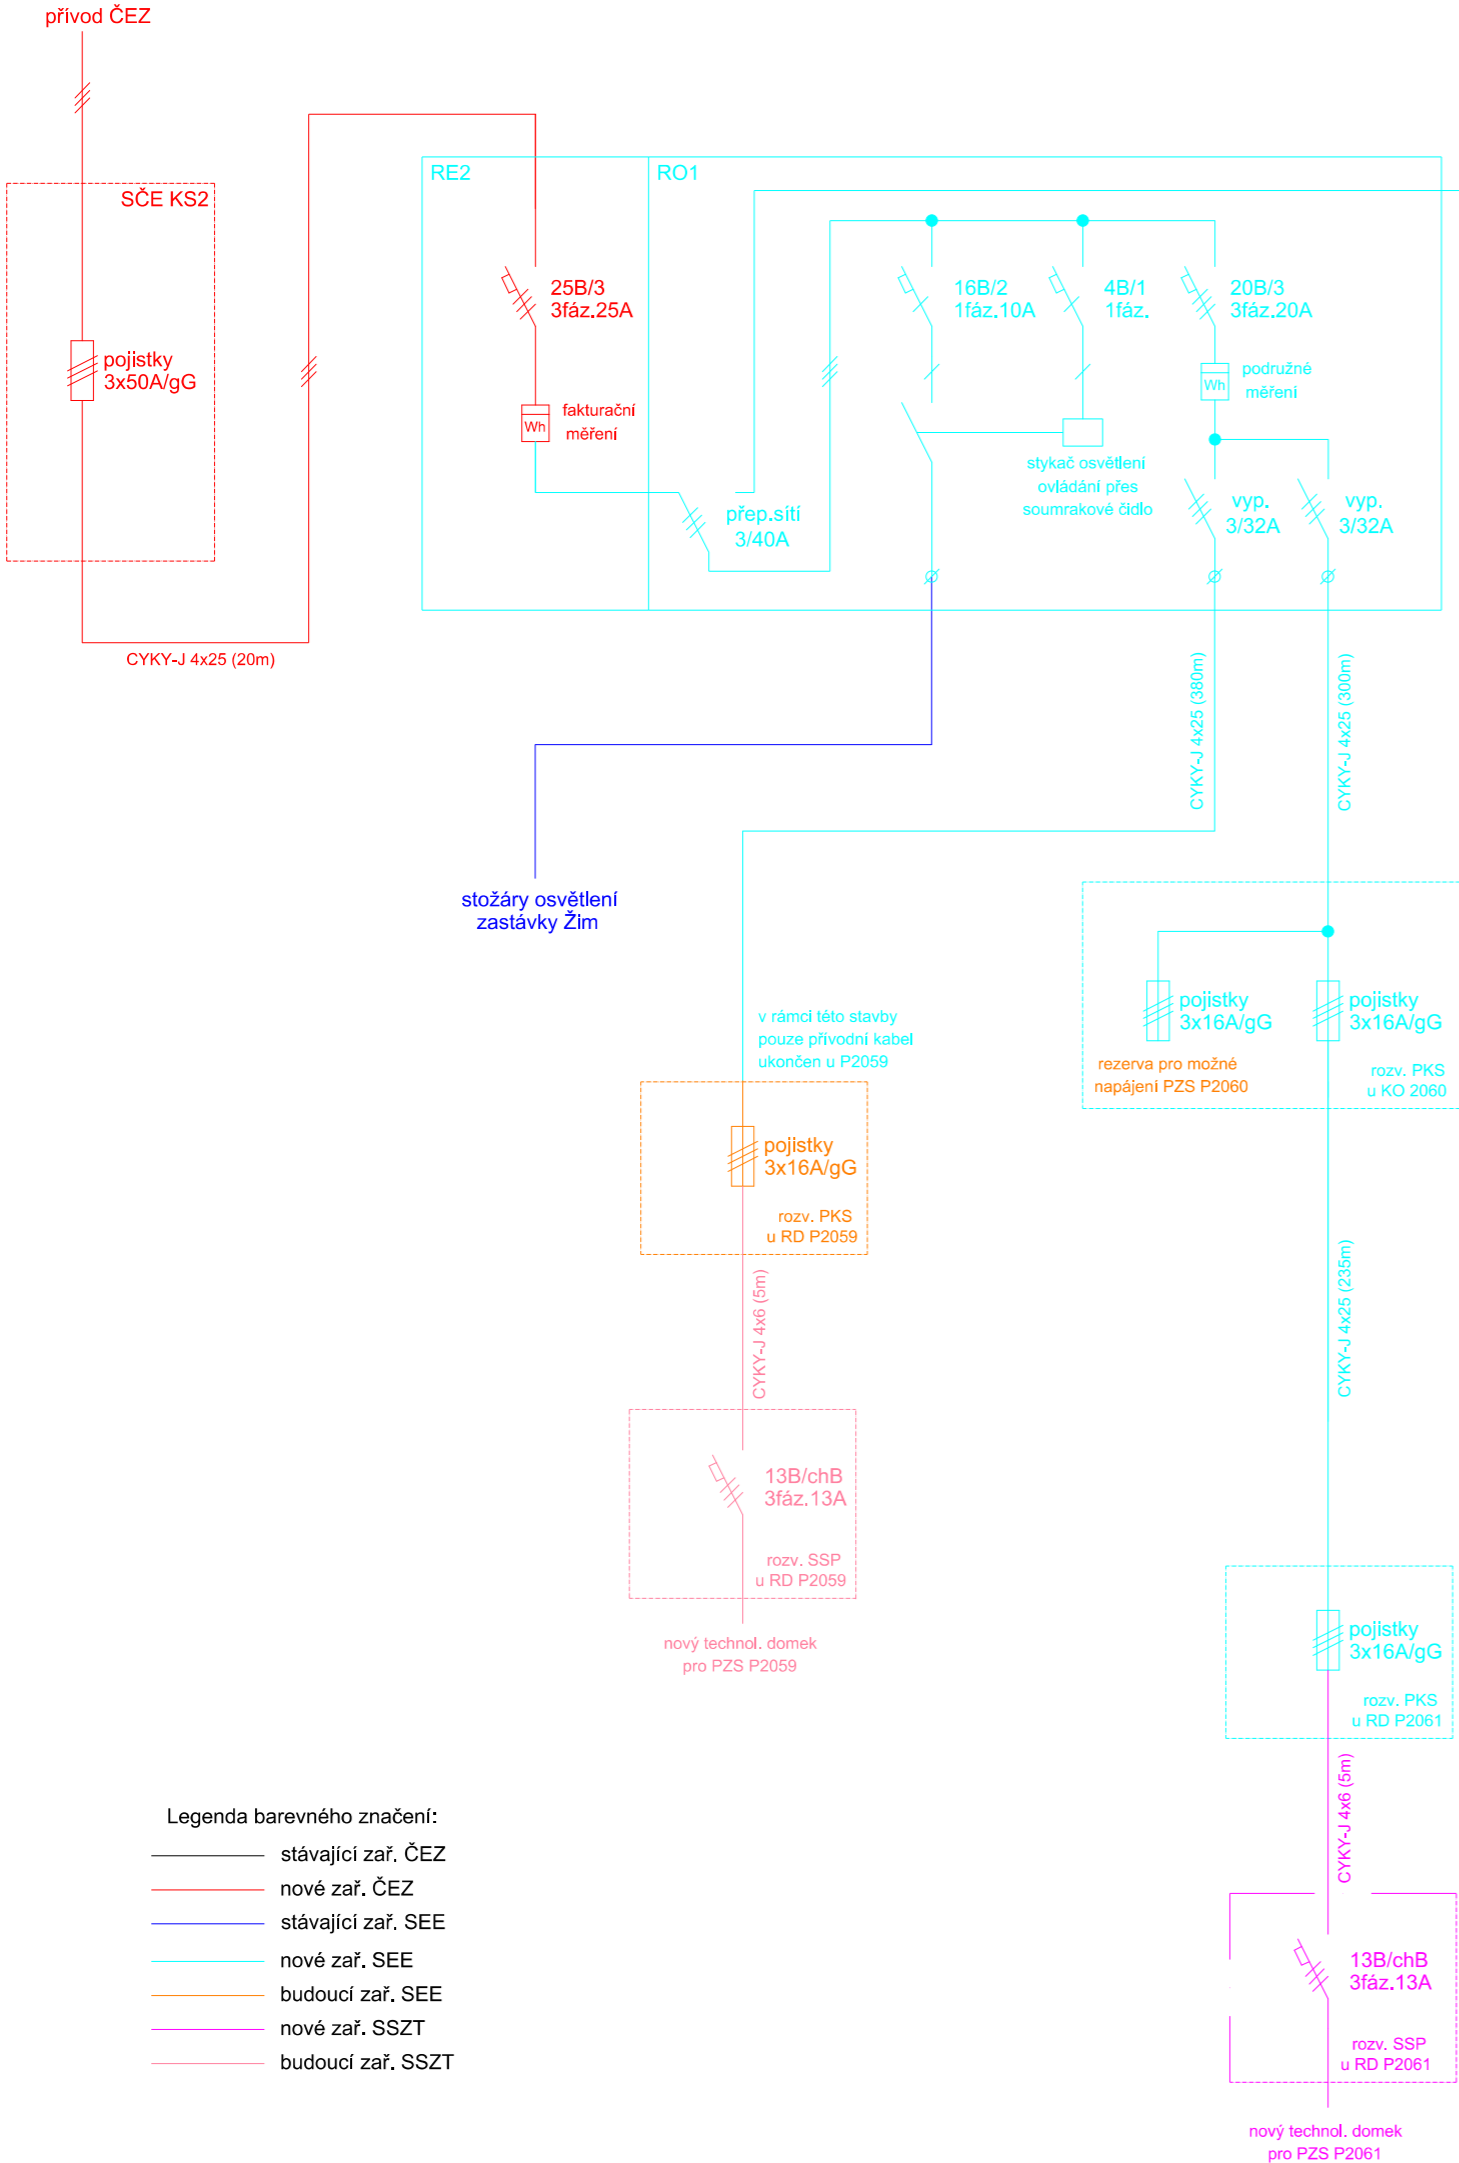 přívod ČEZ
SČE KS2
pojistky
3x50A/gG
CYKY-J 4x25 (20m)
RE2
RO1
25B/3
3fáz.25A
Wh
fakturační
měření
přep.sítí
3/40A
16B/2
1fáz.10A
4B/1
1fáz.
20B/3
3fáz.20A
Wh
podružné
měření
stykač osvětlení
ovládání přes
soumrakové čidlo
vyp.
3/32A
vyp.
3/32A
CYKY-J 4x25 (380m)
CYKY-J 4x25 (300m)
stožáry osvětlení
zastávky Žim
v rámci této stavby
pouze přívodní kabel
ukončen u P2059
pojistky
3x16A/gG
pojistky
3x16A/gG
rezerva pro možné
napájení PZS P2060
rozv. PKS
u KO 2060
pojistky
3x16A/gG
rozv. PKS
u RD P2059
CYKY-J 4x6 (5m)
CYKY-J 4x25 (235m)
13B/chB
3fáz.13A
rozv. SSP
u RD P2059
nový technol. domek
pro PZS P2059
pojistky
3x16A/gG
rozv. PKS
u RD P2061
CYKY-J 4x6 (5m)
13B/chB
3fáz.13A
rozv. SSP
u RD P2061
nový technol. domek
pro PZS P2061
Legenda barevného značení:
stávající zař. ČEZ
nové zař. ČEZ
stávající zař. SEE
nové zař. SEE
budoucí zař. SEE
nové zař. SSZT
budoucí zař. SSZT